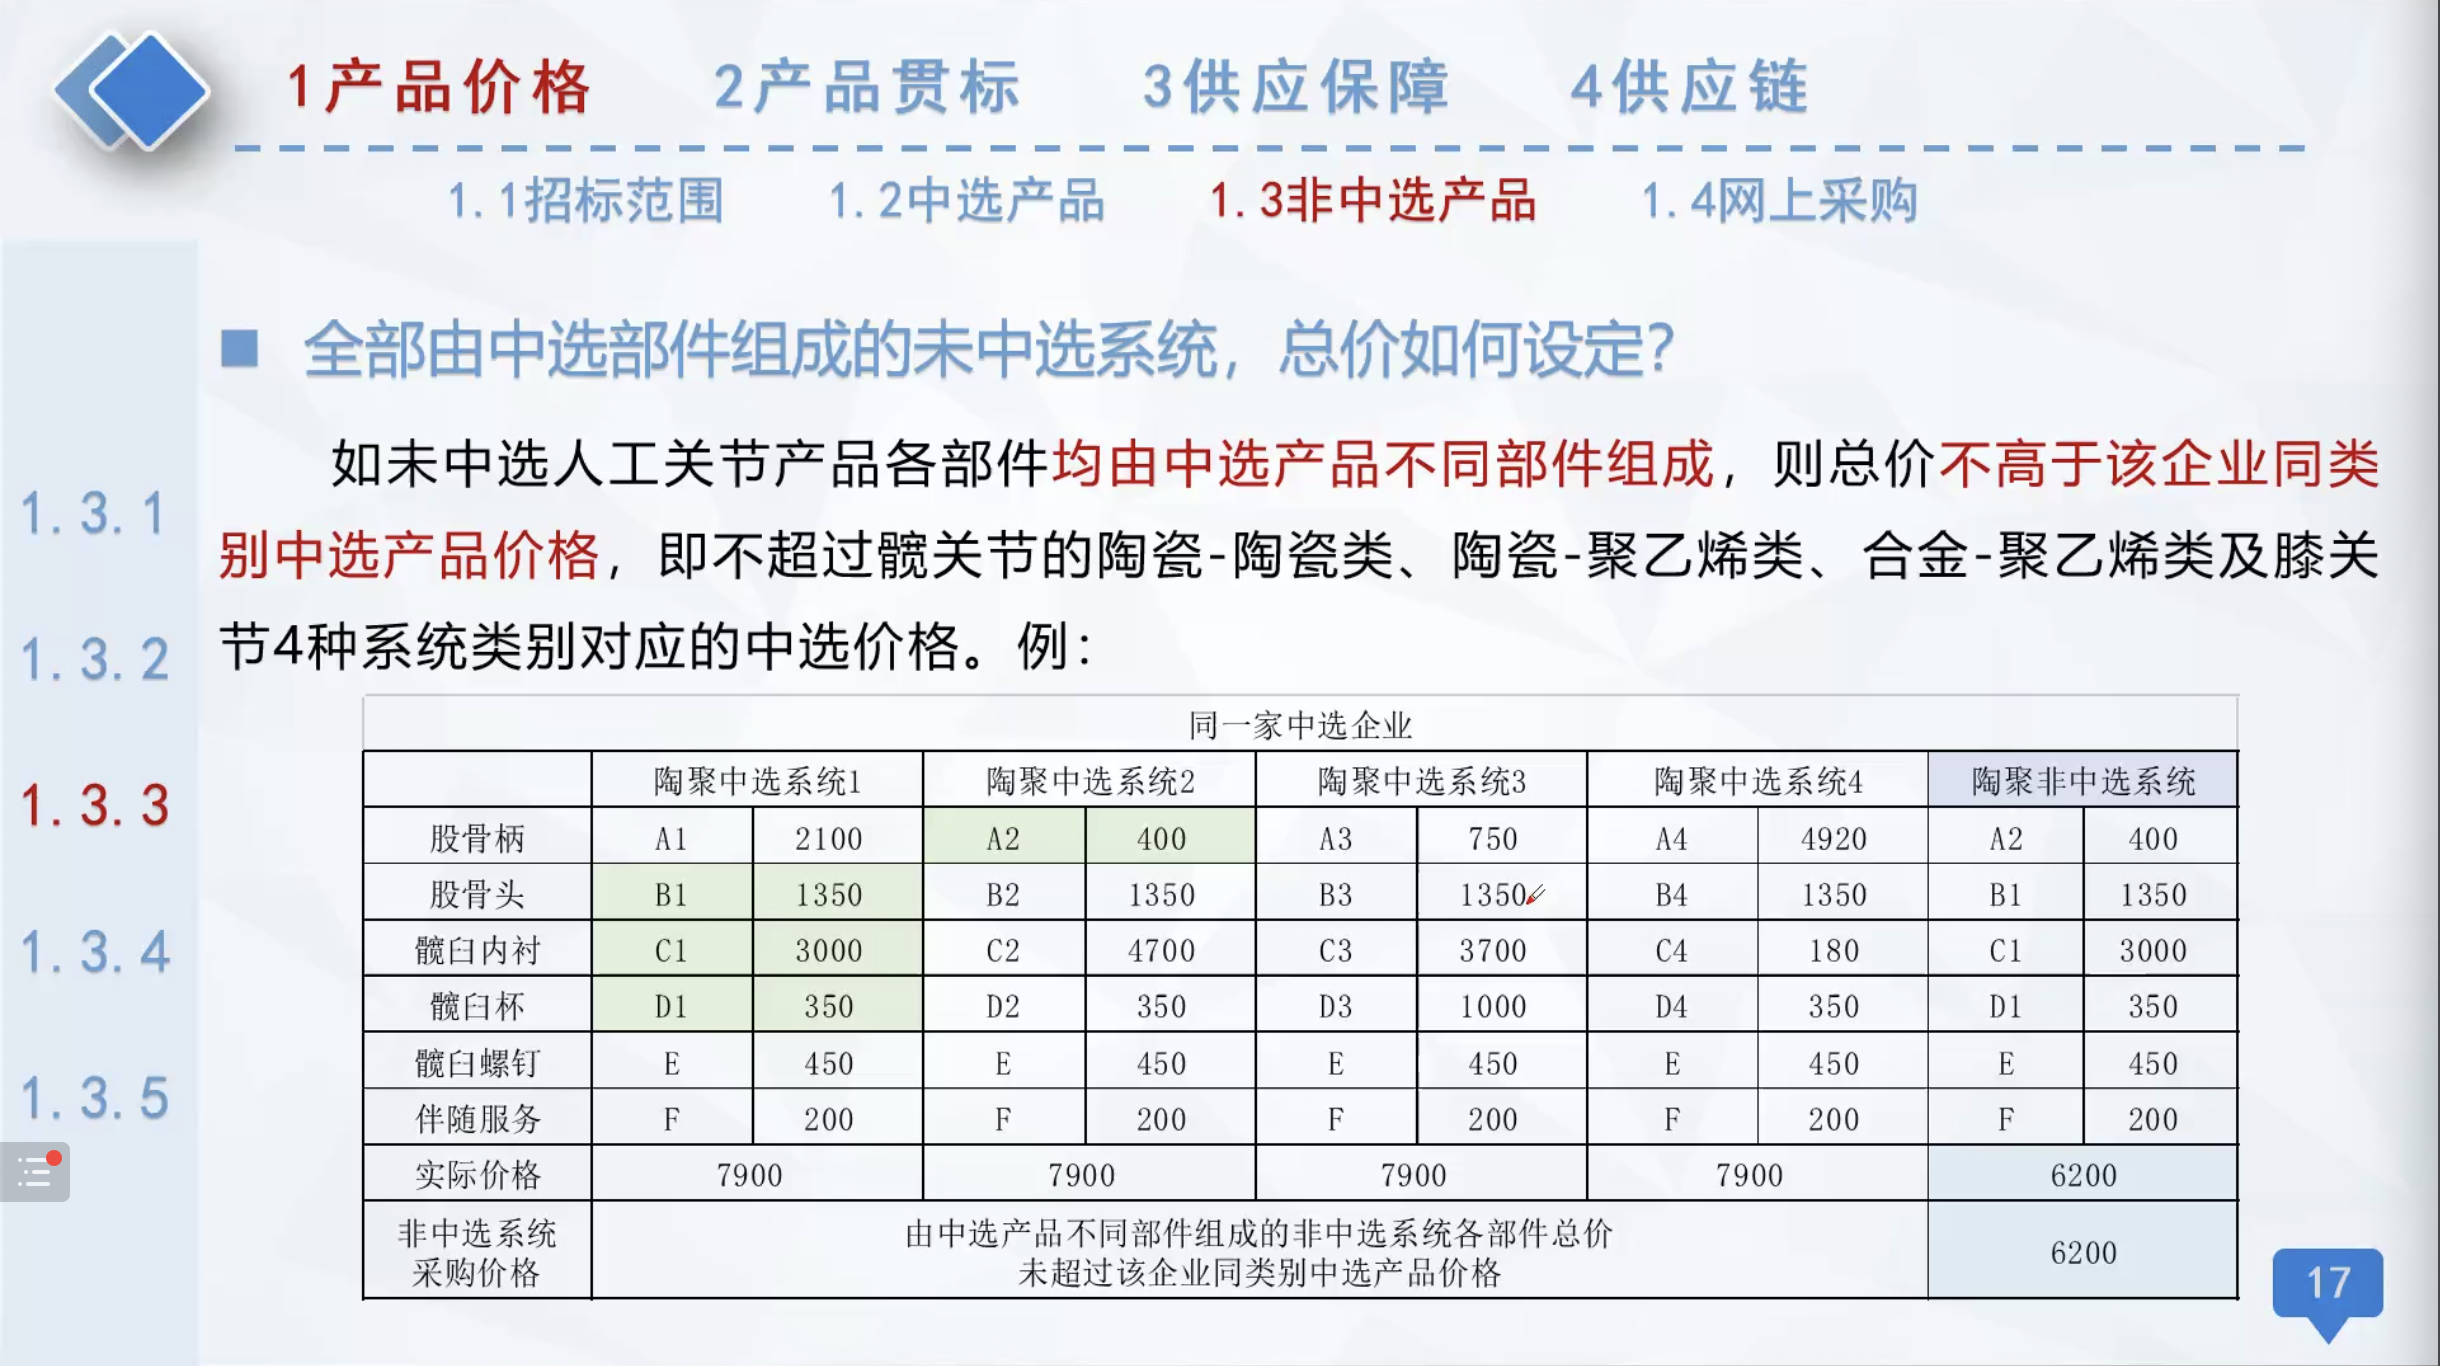 1产品价格 2产品贯标 3供应保障 4供应链
1.1招标范围 1.2中选产品 1.3非中选产品 1.4网上采购
■ 全部由中选部件组成的未中选系统，总价如何设定？
如未中选人工关节产品各部件均由中选产品不同部件组成，则总价不高于该企业同类
别中选产品价格，即不超过髋关节的陶瓷-陶瓷类、陶瓷-聚乙烯类、合金-聚乙烯类及膝关
节4种系统类别对应的中选价格。例：
1.3.1
1.3.2
1.3.3
1.3.4
1.3.5
同一家中选企业
陶聚中选系统1 陶聚中选系统2 陶聚中选系统3 陶聚中选系统4 陶聚非中选系统
股骨柄 A1 2100 A2 400 A3 750 A4 4920 A2 400
股骨头 B1 1350 B2 1350 B3 1350 B4 1350 B1 1350
髋臼内衬 C1 3000 C2 4700 C3 3700 C4 180 C1 3000
髋臼杯 D1 350 D2 350 D3 1000 D4 350 D1 350
髋臼螺钉 E 450 E 450 E 450 E 450 E 450
伴随服务 F 200 F 200 F 200 F 200 F 200
实际价格 7900 7900 7900 7900 6200
非中选系统
采购价格
由中选产品不同部件组成的非中选系统各部件总价
未超过该企业同类别中选产品价格
6200
17